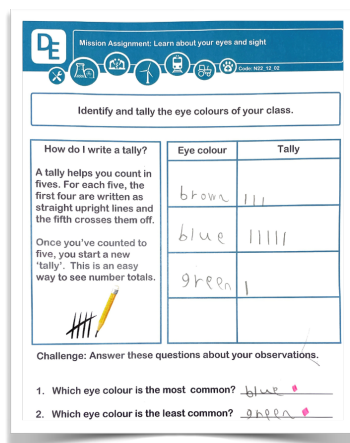 DE
Mission Assignment: Learn about your eyes and sight
Code: N22_12_02
Identify and tally the eye colours of your class.
How do I write a tally?
A tally helps you count in
fives. For each five, the
first four are written as
straight upright lines and
the fifth crosses them off.
Once you've counted to
five, you start a new
'tally'. This is an easy
way to see number totals.
Eye colour Tally
brown |||
blue |||||
green |
Challenge: Answer these questions about your observations.
1. Which eye colour is the most common? blue
2. Which eye colour is the least common? green